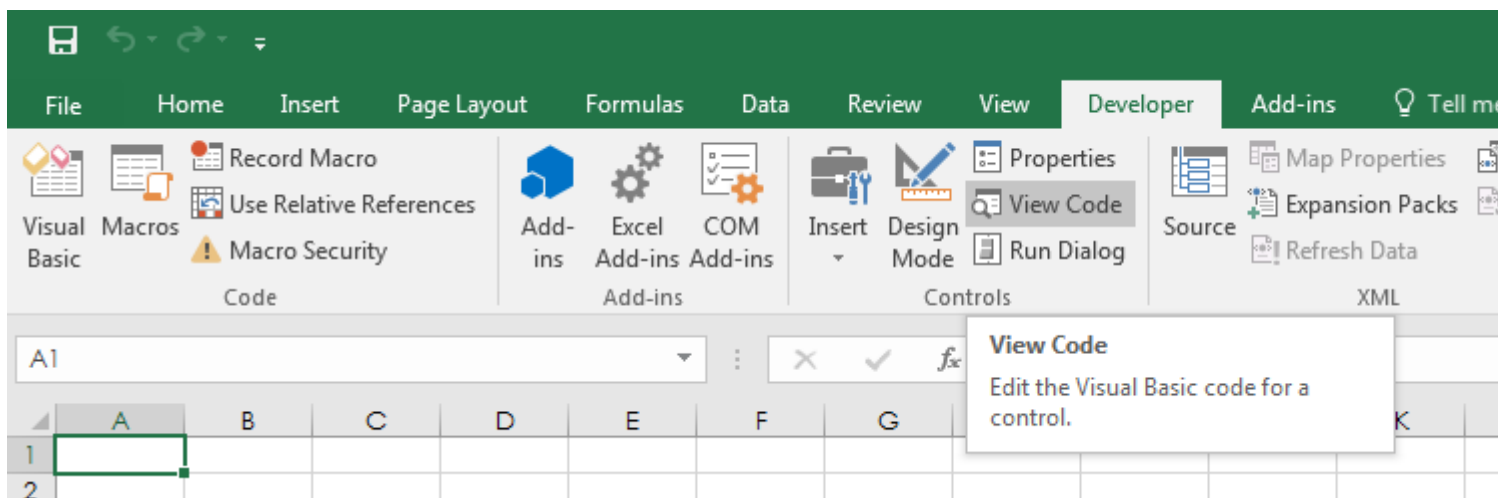 File Home Insert Page Layout Formulas Data Review View Developer Add-ins Tell me
Visual Basic
Macros
Record Macro
Use Relative References
Macro Security
Code
Add-ins
Excel Add-ins
COM Add-ins
Add-ins
Insert
Design Mode
Properties
View Code
Run Dialog
Controls
Source
Map Properties
Expansion Packs
Refresh Data
XML
A1
fx
View Code
Edit the Visual Basic code for a
control.
A B C D E F G K
1
2